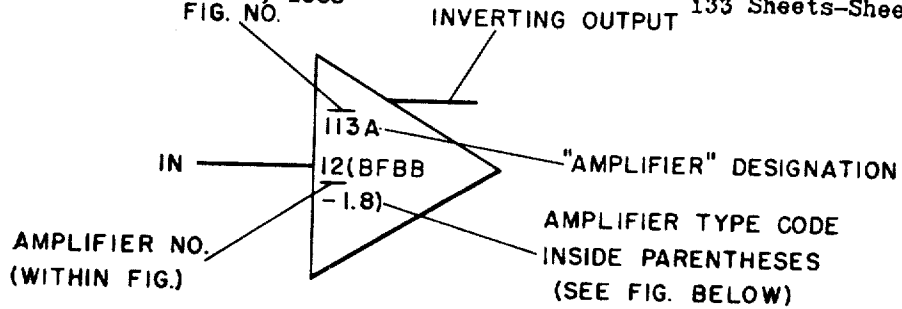 FIG. NO.
INVERTING OUTPUT
133 Sheets-Shee
113A
"AMPLIFIER" DESIGNATION
IN
12(BFBB
-1.8)
AMPLIFIER TYPE CODE
INSIDE PARENTHESES
(SEE FIG. BELOW)
AMPLIFIER NO.
(WITHIN FIG.)